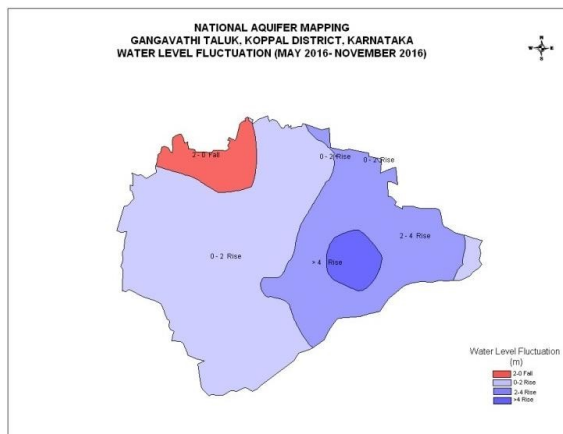 NATIONAL AQUIFER MAPPING
GANGAVATHI TALUK, KOPPAL DISTRICT, KARNATAKA
WATER LEVEL FLUCTUATION (MAY 2016- NOVEMBER 2016)
N
W E
S
2 - 0 Fall
0 - 2 Rise
0 - 2 Rise
2 - 4 Rise
0 - 2 Rise
> 4 Rise
Water Level Fluctuation
(m)
2-0 Fall
0-2 Rise
2-4 Rise
>4 Rise